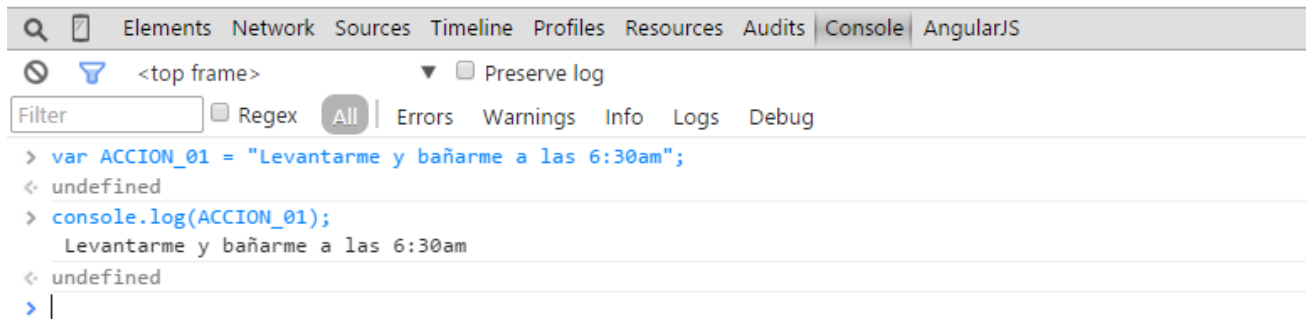 Elements Network Sources Timeline Profiles Resources Audits Console AngularJS
<top frame> ▼ Preserve log
Filter Regex All Errors Warnings Info Logs Debug
> var ACCION_01 = "Levantarme y bañarme a las 6:30am";
<· undefined
> console.log(ACCION_01);
Levantarme y bañarme a las 6:30am
<· undefined
>